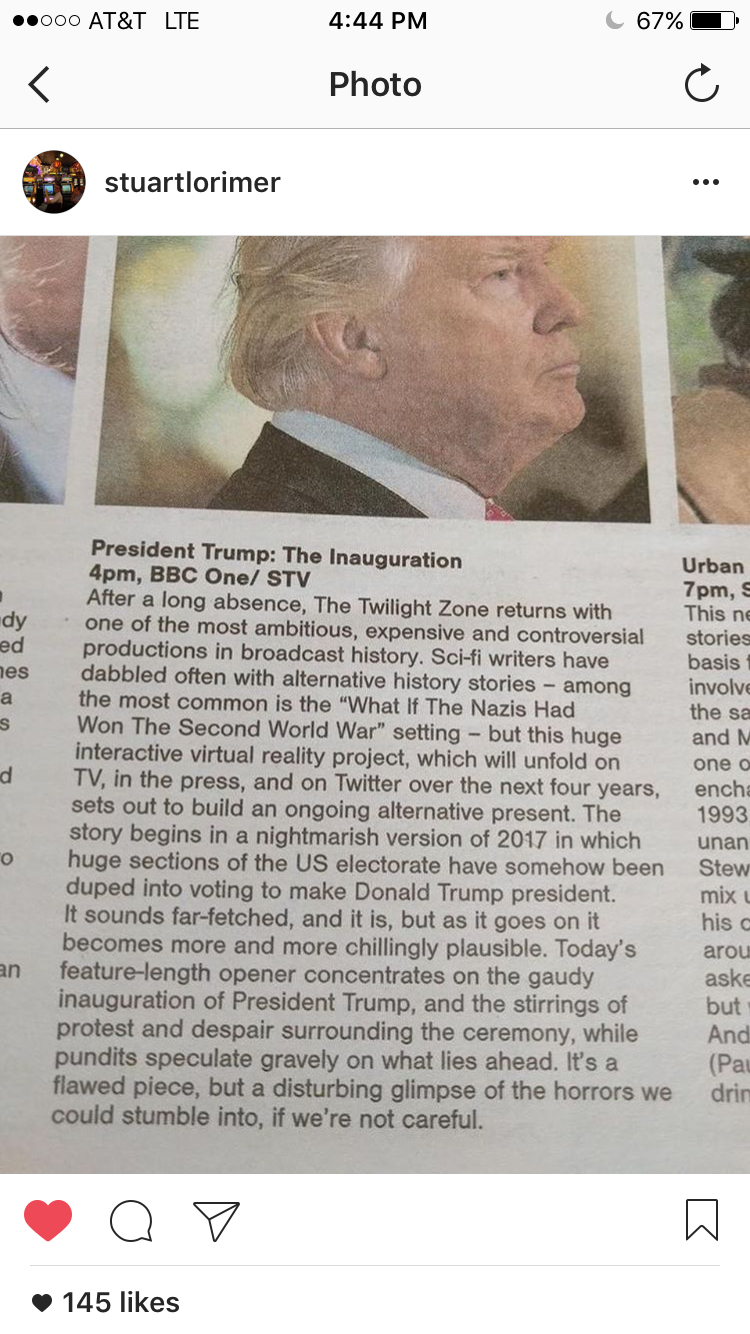 AT&T LTE 4:44 PM 67%
Photo
stuartlorimer
President Trump: The Inauguration
4pm, BBC One/ STV
After a long absence, The Twilight Zone returns with
one of the most ambitious, expensive and controversial
productions in broadcast history. Sci-fi writers have
dabbled often with alternative history stories – among
the most common is the “What If The Nazis Had
Won The Second World War” setting – but this huge
interactive virtual reality project, which will unfold on
TV, in the press, and on Twitter over the next four years,
sets out to build an ongoing alternative present. The
story begins in a nightmarish version of 2017 in which
huge sections of the US electorate have somehow been
duped into voting to make Donald Trump president.
It sounds far-fetched, and it is, but as it goes on it
becomes more and more chillingly plausible. Today’s
feature-length opener concentrates on the gaudy
inauguration of President Trump, and the stirrings of
protest and despair surrounding the ceremony, while
pundits speculate gravely on what lies ahead. It’s a
flawed piece, but a disturbing glimpse of the horrors we
could stumble into, if we’re not careful.
Urban
7pm, S
This ne
stories
basis
involve
the sa
and M
one o
encha
1993
unan
Stew
mix u
his c
arou
aske
but
And
(Pau
drin
145 likes